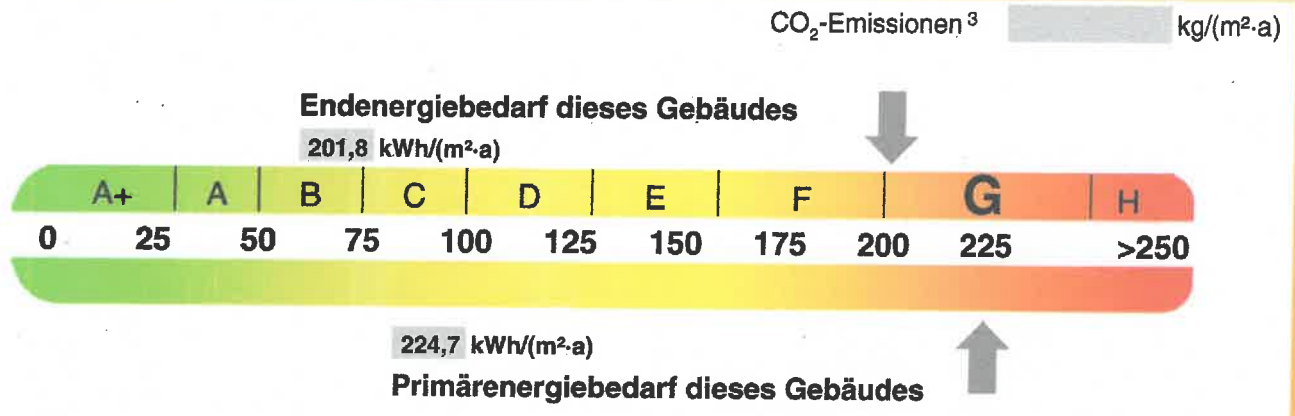 CO₂-Emissionen ³ kg/(m²·a)
Endenergiebedarf dieses Gebäudes
201,8 kWh/(m²·a)
A+ A B C D E F G H
0 25 50 75 100 125 150 175 200 225 >250
224,7 kWh/(m²·a)
Primärenergiebedarf dieses Gebäudes